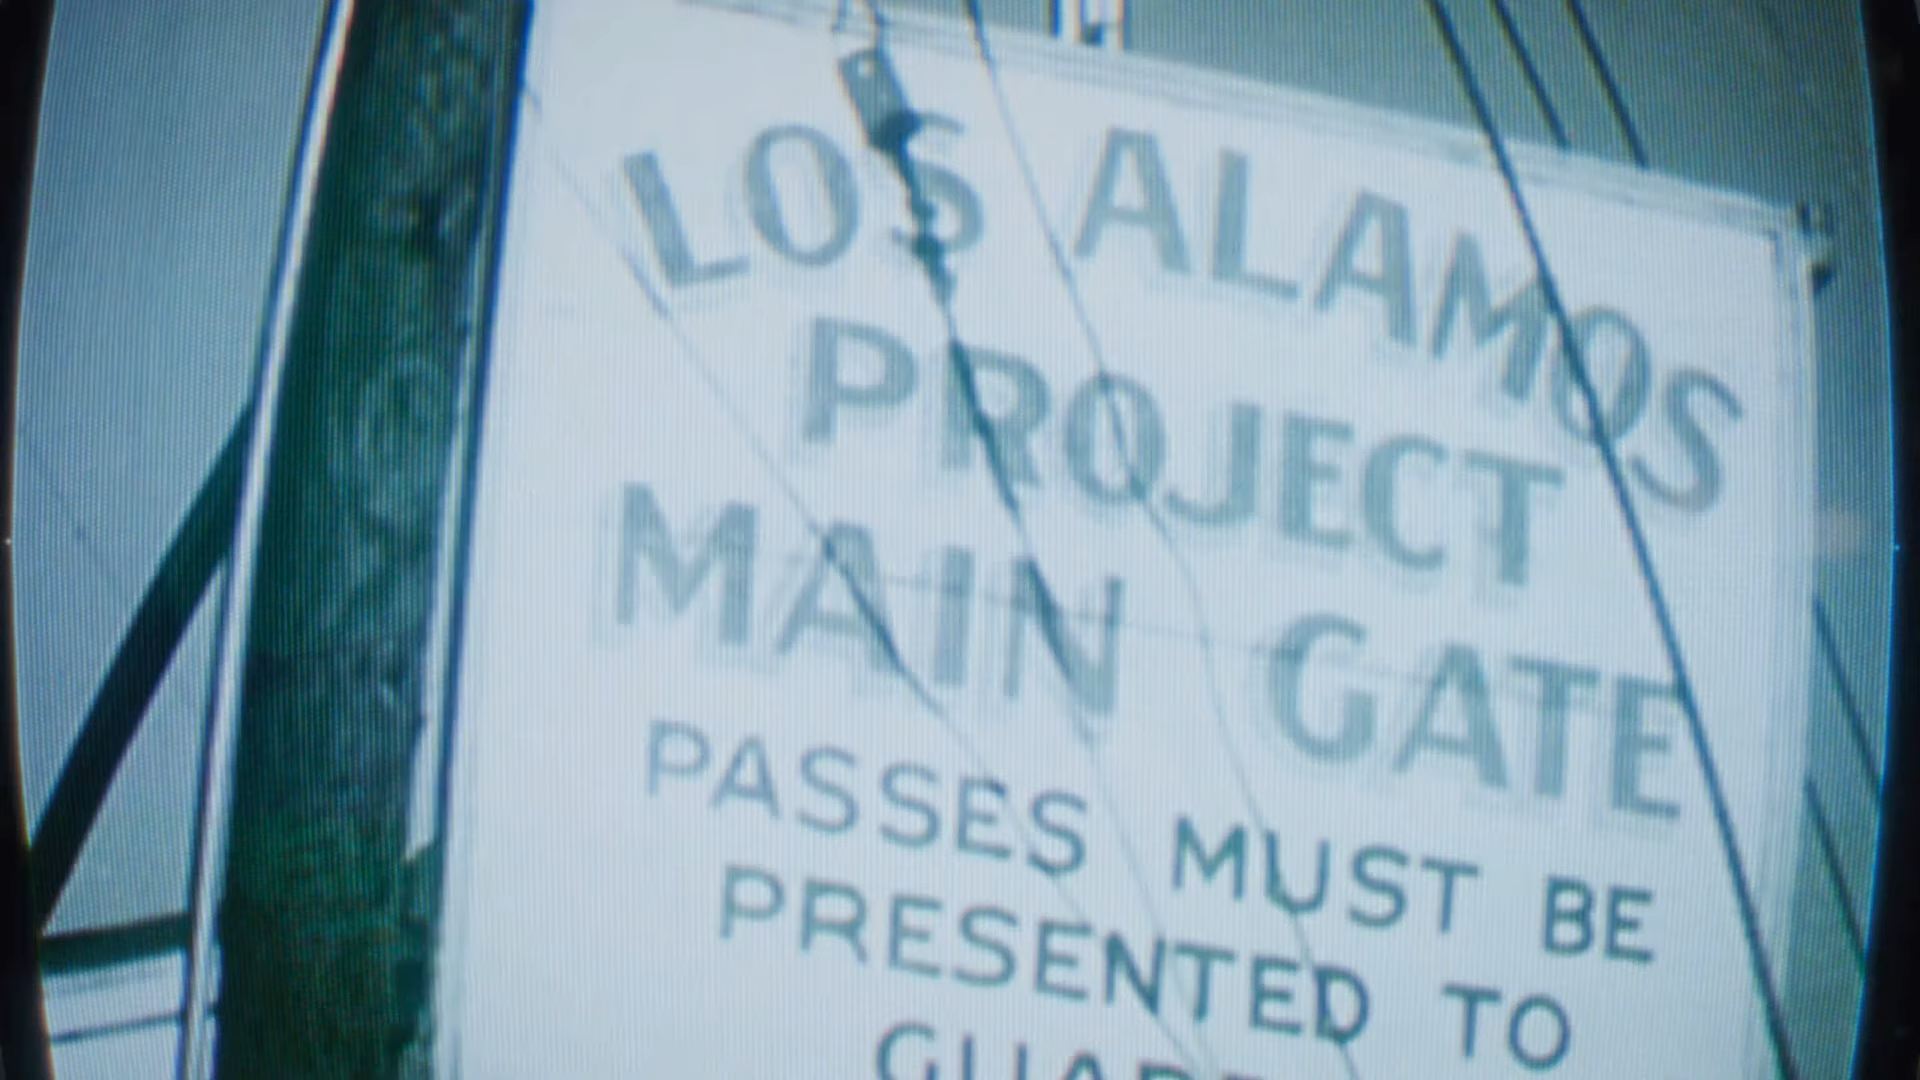 LOS ALAMOS
PROJECT
MAIN GATE
PASSES MUST BE
PRESENTED TO